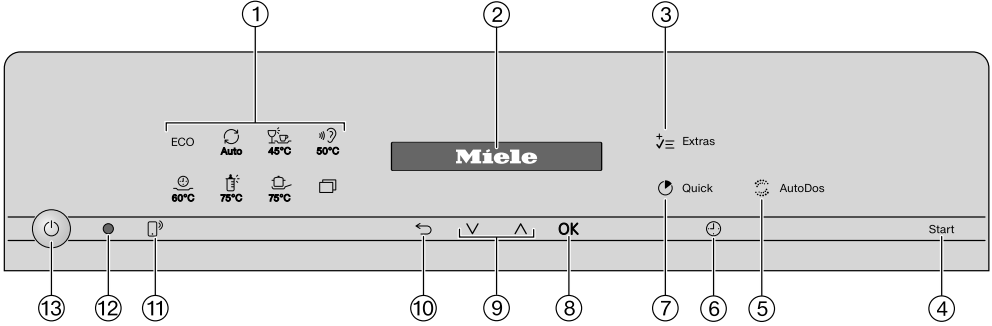 1 2 3
ECO Auto 45°C 50°C
Miele
Extras
60°C 75°C 75°C
Quick AutoDos
OK Start
13 12 11 10 9 8 7 6 5 4